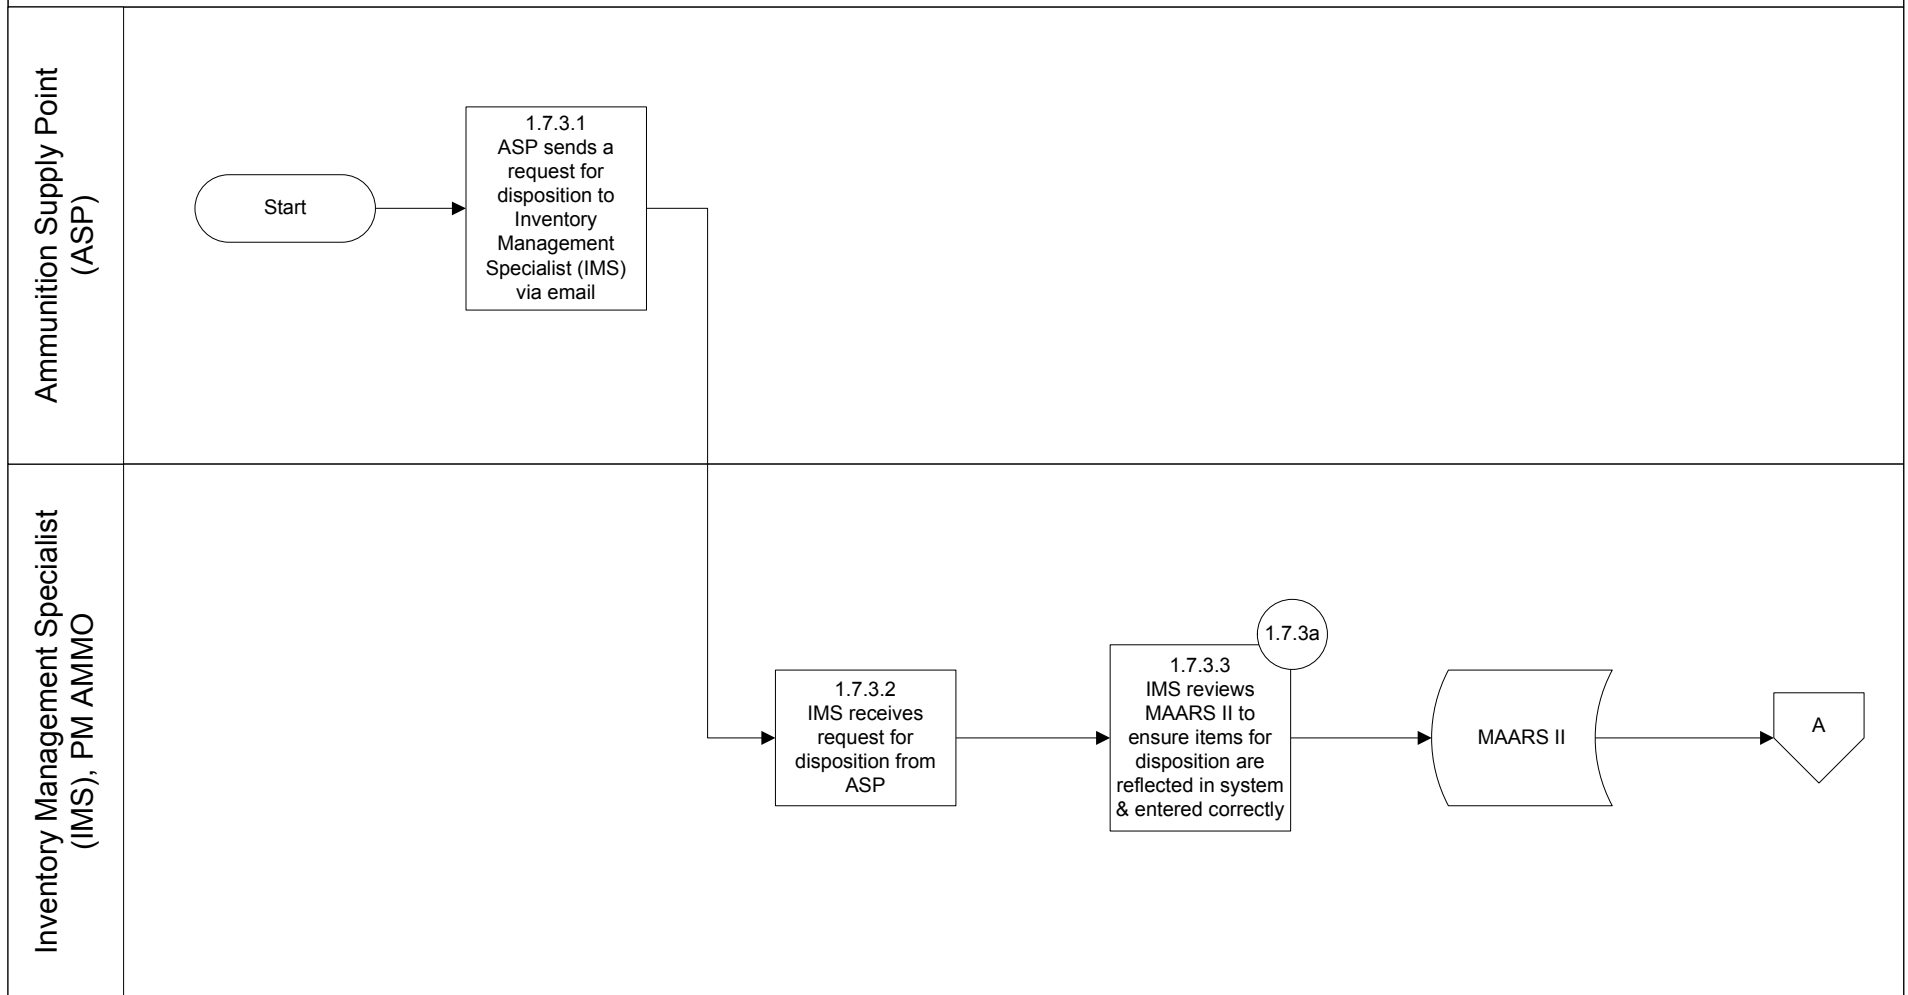 Ammunition Supply Point
(ASP)
Start
1.7.3.1
ASP sends a
request for
disposition to
Inventory
Management
Specialist (IMS)
via email
Inventory Management Specialist
(IMS), PM AMMO
1.7.3.2
IMS receives
request for
disposition from
ASP
1.7.3a
1.7.3.3
IMS reviews
MAARS II to
ensure items for
disposition are
reflected in system
& entered correctly
MAARS II
A